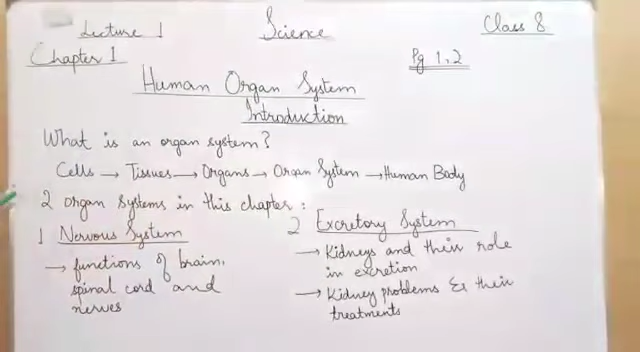 Lecture 1 Science Class 8
Chapter 1 Pg 1,2
Human Organ System
Introduction
What is an organ system?
Cells → Tissues → Organs → Organ System → Human Body
2 organ systems in this chapter:
1 Nervous System
→ functions of brain,
spinal cord and
nerves
2 Excretory System
→ Kidneys and their role
in excretion
→ Kidney problems & their
treatments